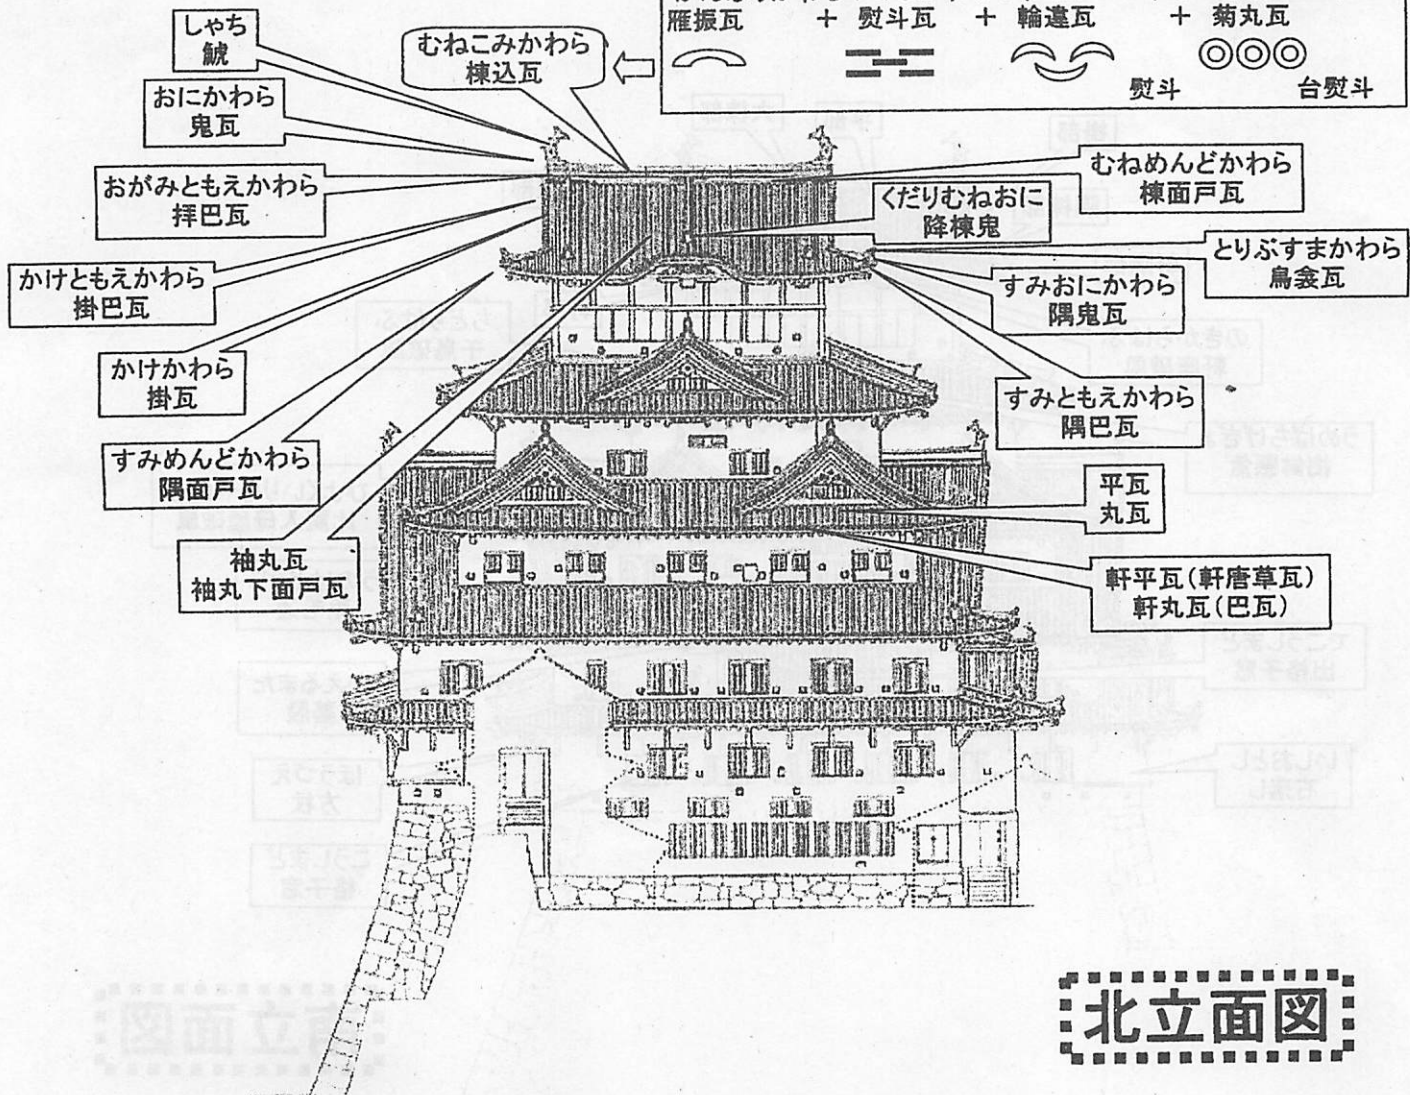 雁振瓦 + 熨斗瓦 + 輪違瓦 + 菊丸瓦
熨斗 台熨斗
しゃち
鯱
むねこみかわら
棟込瓦
おにかわら
鬼瓦
おがみともえかわら
拝巴瓦
むねめんどかわら
棟面戸瓦
くだりむねおに
降棟鬼
かけともえかわら
掛巴瓦
とりぶすまかわら
鳥衾瓦
すみおにかわら
隅鬼瓦
かけかわら
掛瓦
すみともえかわら
隅巴瓦
すみめんどかわら
隅面戸瓦
平瓦
丸瓦
袖丸瓦
袖丸下面戸瓦
軒平瓦(軒唐草瓦)
軒丸瓦(巴瓦)
北立面図